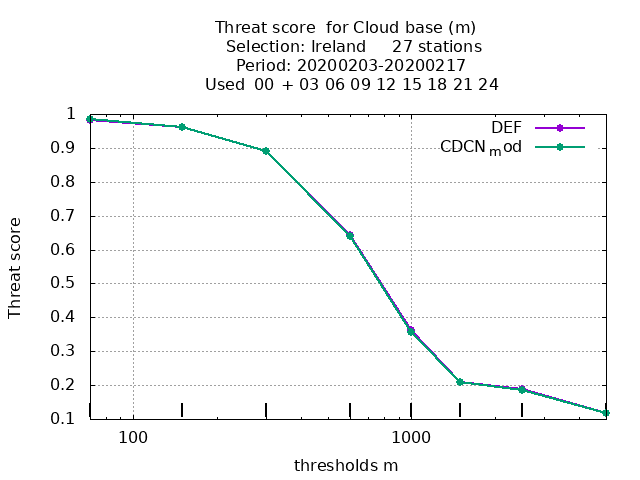 Threat score  for Cloud base (m)
Selection: Ireland     27 stations
Period: 20200203-20200217
Used  00  + 03 06 09 12 15 18 21 24
1
0.9
0.8
0.7
0.6
0.5
0.4
0.3
0.2
0.1
Threat score
DEF
CDCNmod
100
1000
thresholds m